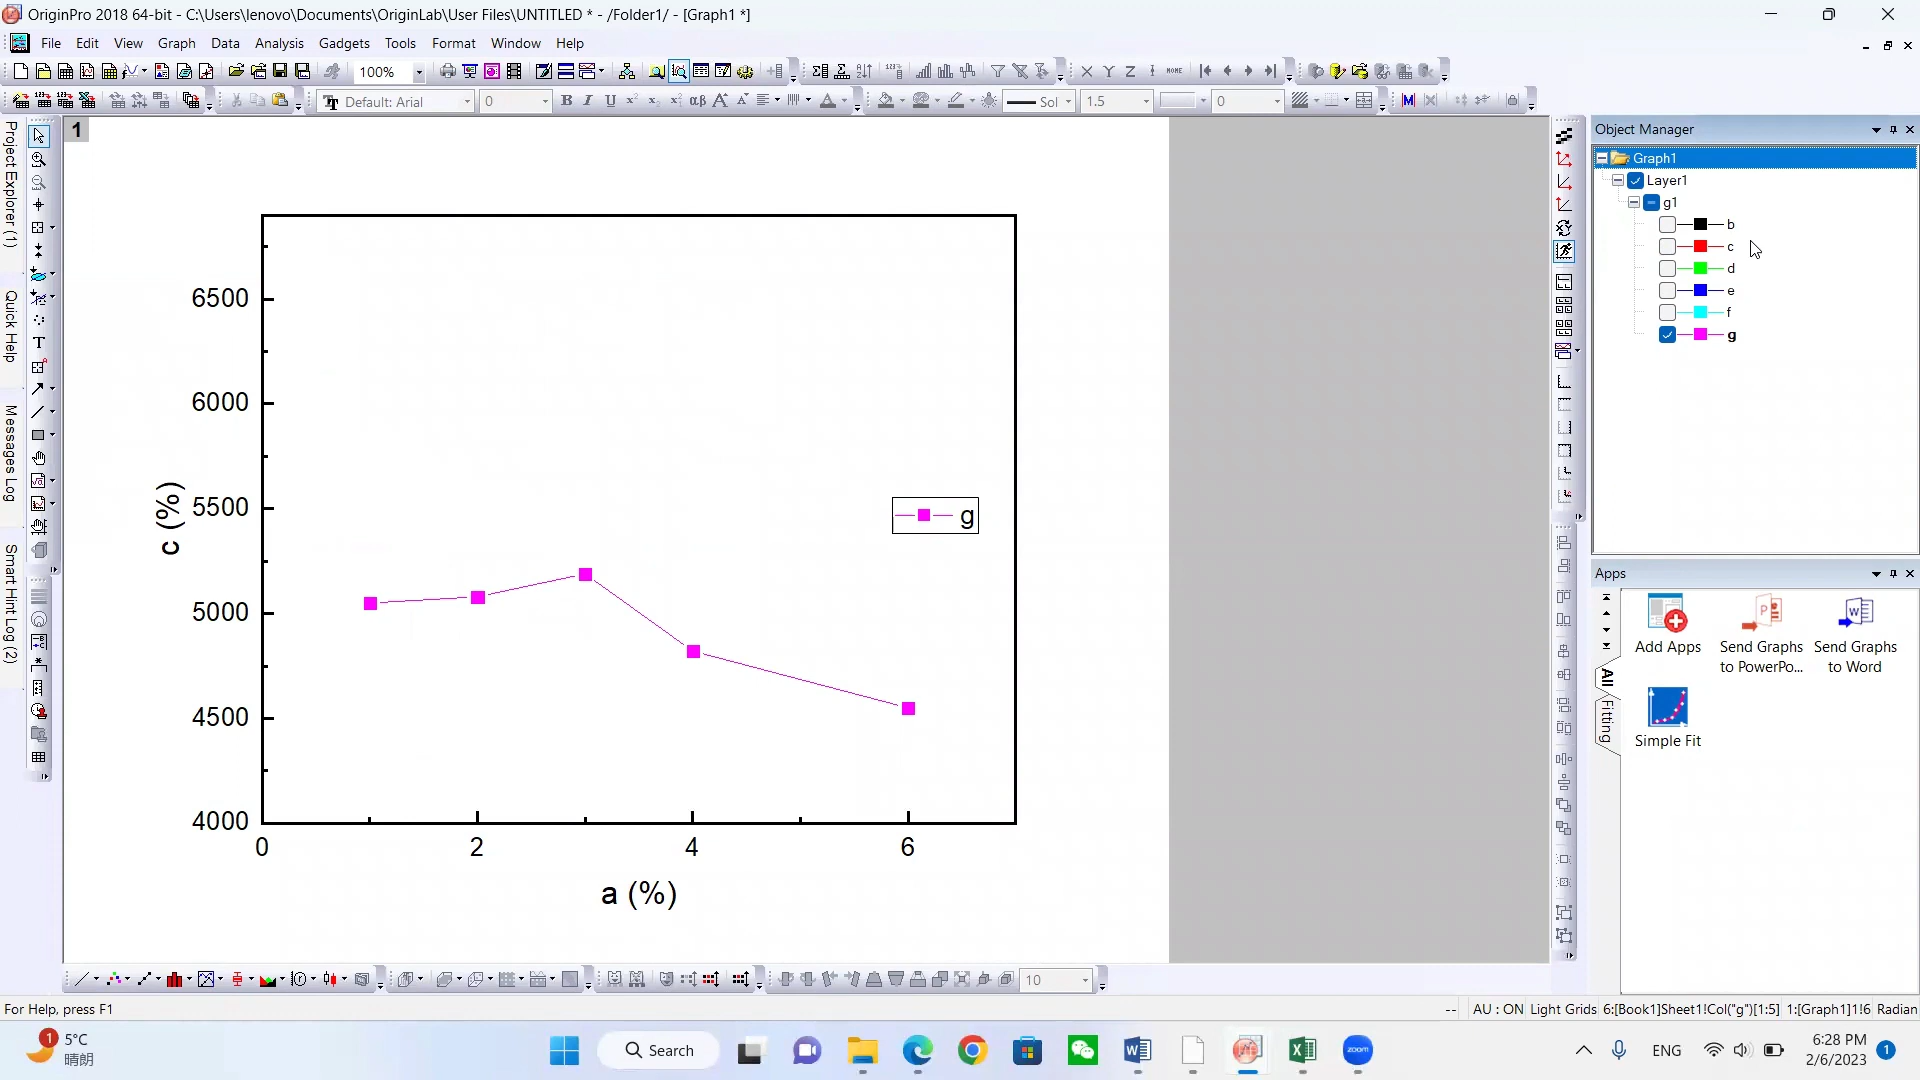 OriginPro 2018 64-bit - C:\Users\lenovo\Documents\OriginLab\User Files\UNTITLED * - /Folder1/ - [Graph1 *]
File Edit View Graph Data Analysis Gadgets Tools Format Window Help
100%
Default: Arial 0 B I U Sol 1.5 0
Project Explorer (1)
Quick Help
Messages Log
Smart Hint Log (2)
1
6500
6000
5500
5000
4500
4000
c (%)
0 2 4 6
a (%)
g
Object Manager
Graph1
Layer1
g1
b
c
d
e
f
g
Apps
All
Fitting
Add Apps
Send Graphs to PowerPo...
Send Graphs to Word
Simple Fit
10
For Help, press F1
-- AU : ON Light Grids 6:[Book1]Sheet1!Col("g")[1:5] 1:[Graph1]1!6 Radian
1
5°C
晴朗
Search
zoom
ENG
6:28 PM
2/6/2023
1